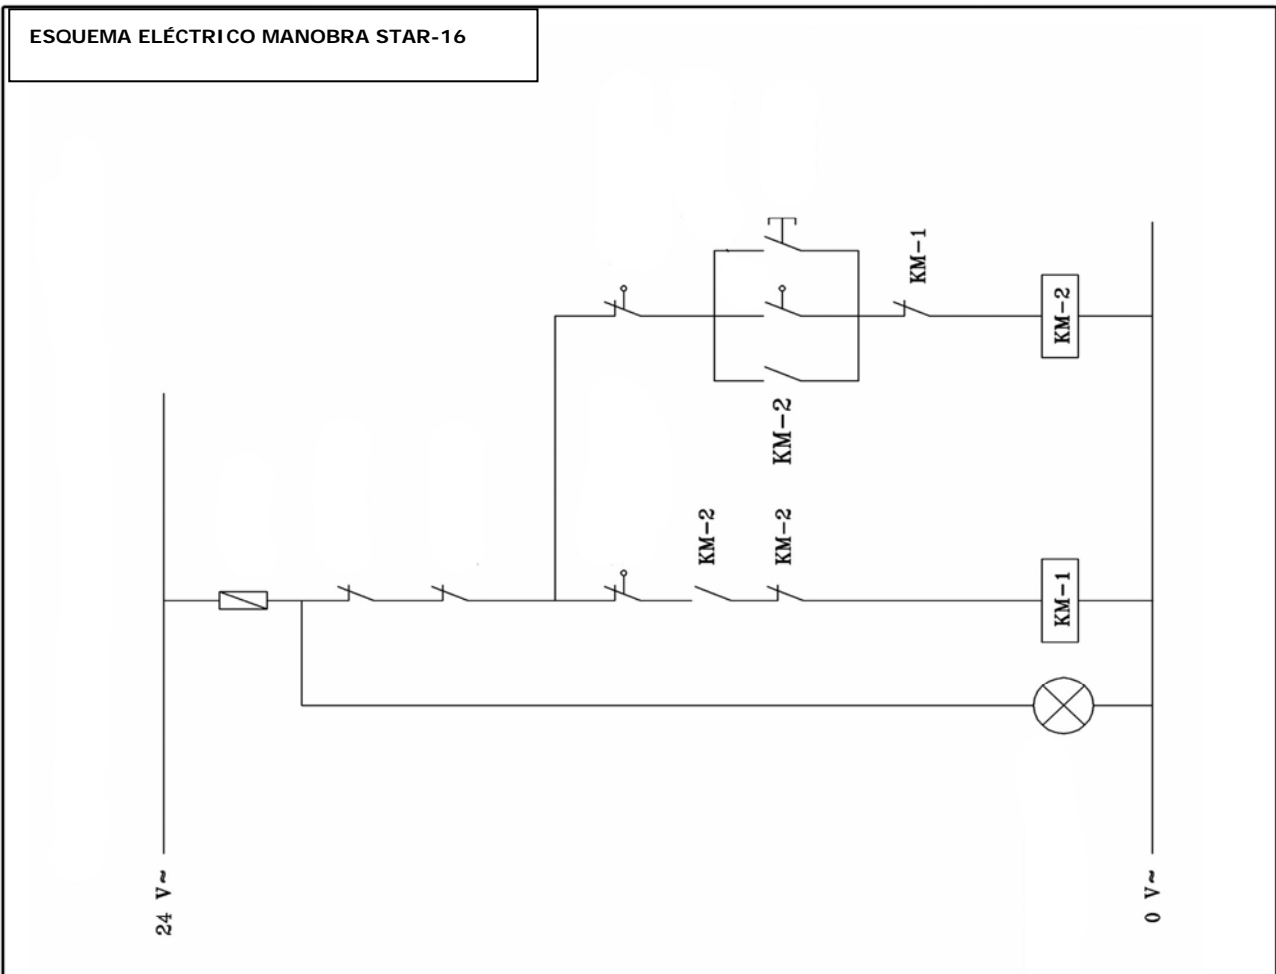 ESQUEMA ELÉCTRICO MANOBRA STAR-16
KM-1
KM-2
KM-2
KM-2
KM-2
KM-1
24 V~
0 V~